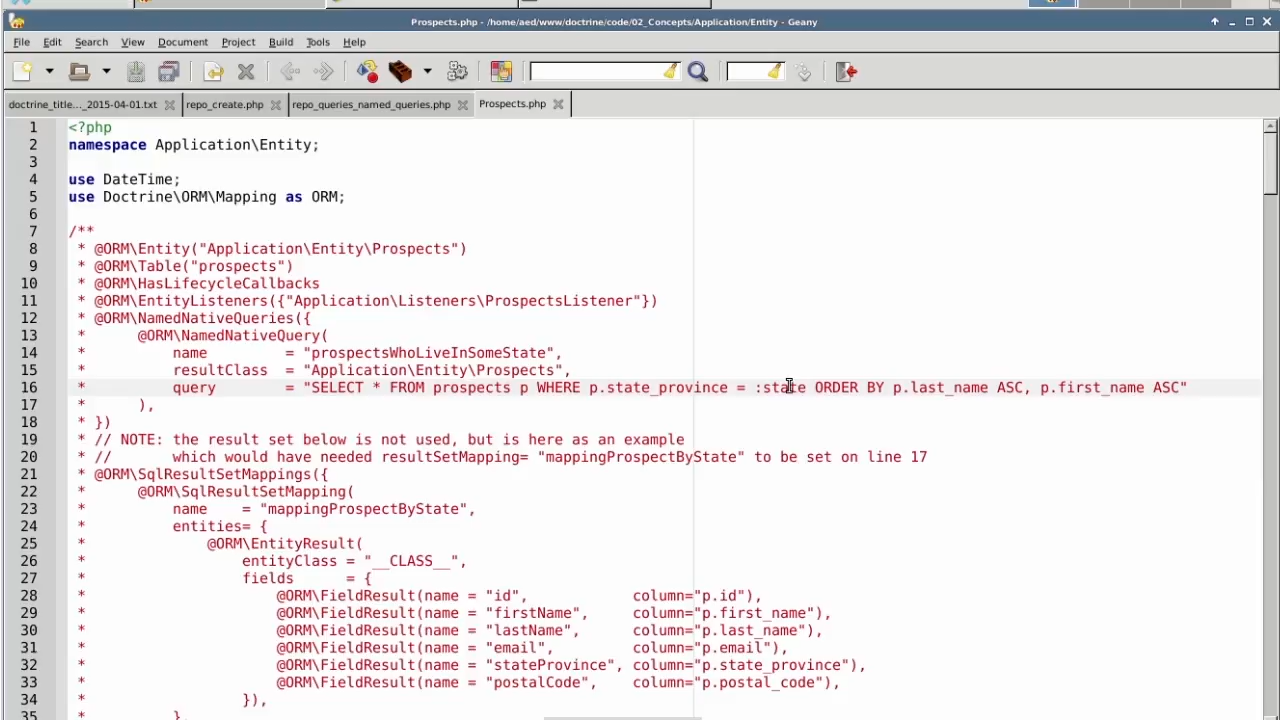 Prospects.php - /home/aed/www/doctrine/code/02_Concepts/Application/Entity - Geany
File Edit Search View Document Project Build Tools Help
doctrine_title..._2015-04-01.txt repo_create.php repo_queries_named_queries.php Prospects.php
1 <?php
2 namespace Application\Entity;
3
4 use DateTime;
5 use Doctrine\ORM\Mapping as ORM;
6
7 /**
8 * @ORM\Entity("Application\Entity\Prospects")
9 * @ORM\Table("prospects")
10 * @ORM\HasLifecycleCallbacks
11 * @ORM\EntityListeners({"Application\Listeners\ProspectsListener"})
12 * @ORM\NamedNativeQueries({
13 * @ORM\NamedNativeQuery(
14 * name = "prospectsWhoLiveInSomeState",
15 * resultClass = "Application\Entity\Prospects",
16 * query = "SELECT * FROM prospects p WHERE p.state_province = :state ORDER BY p.last_name ASC, p.first_name ASC"
17 * ),
18 * })
19 * // NOTE: the result set below is not used, but is here as an example
20 * // which would have needed resultSetMapping= "mappingProspectByState" to be set on line 17
21 * @ORM\SqlResultSetMappings({
22 * @ORM\SqlResultSetMapping(
23 * name = "mappingProspectByState",
24 * entities= {
25 * @ORM\EntityResult(
26 * entityClass = "__CLASS__",
27 * fields = {
28 * @ORM\FieldResult(name = "id", column="p.id"),
29 * @ORM\FieldResult(name = "firstName", column="p.first_name"),
30 * @ORM\FieldResult(name = "lastName", column="p.last_name"),
31 * @ORM\FieldResult(name = "email", column="p.email"),
32 * @ORM\FieldResult(name = "stateProvince", column="p.state_province"),
33 * @ORM\FieldResult(name = "postalCode", column="p.postal_code"),
34 * }),
35 * },